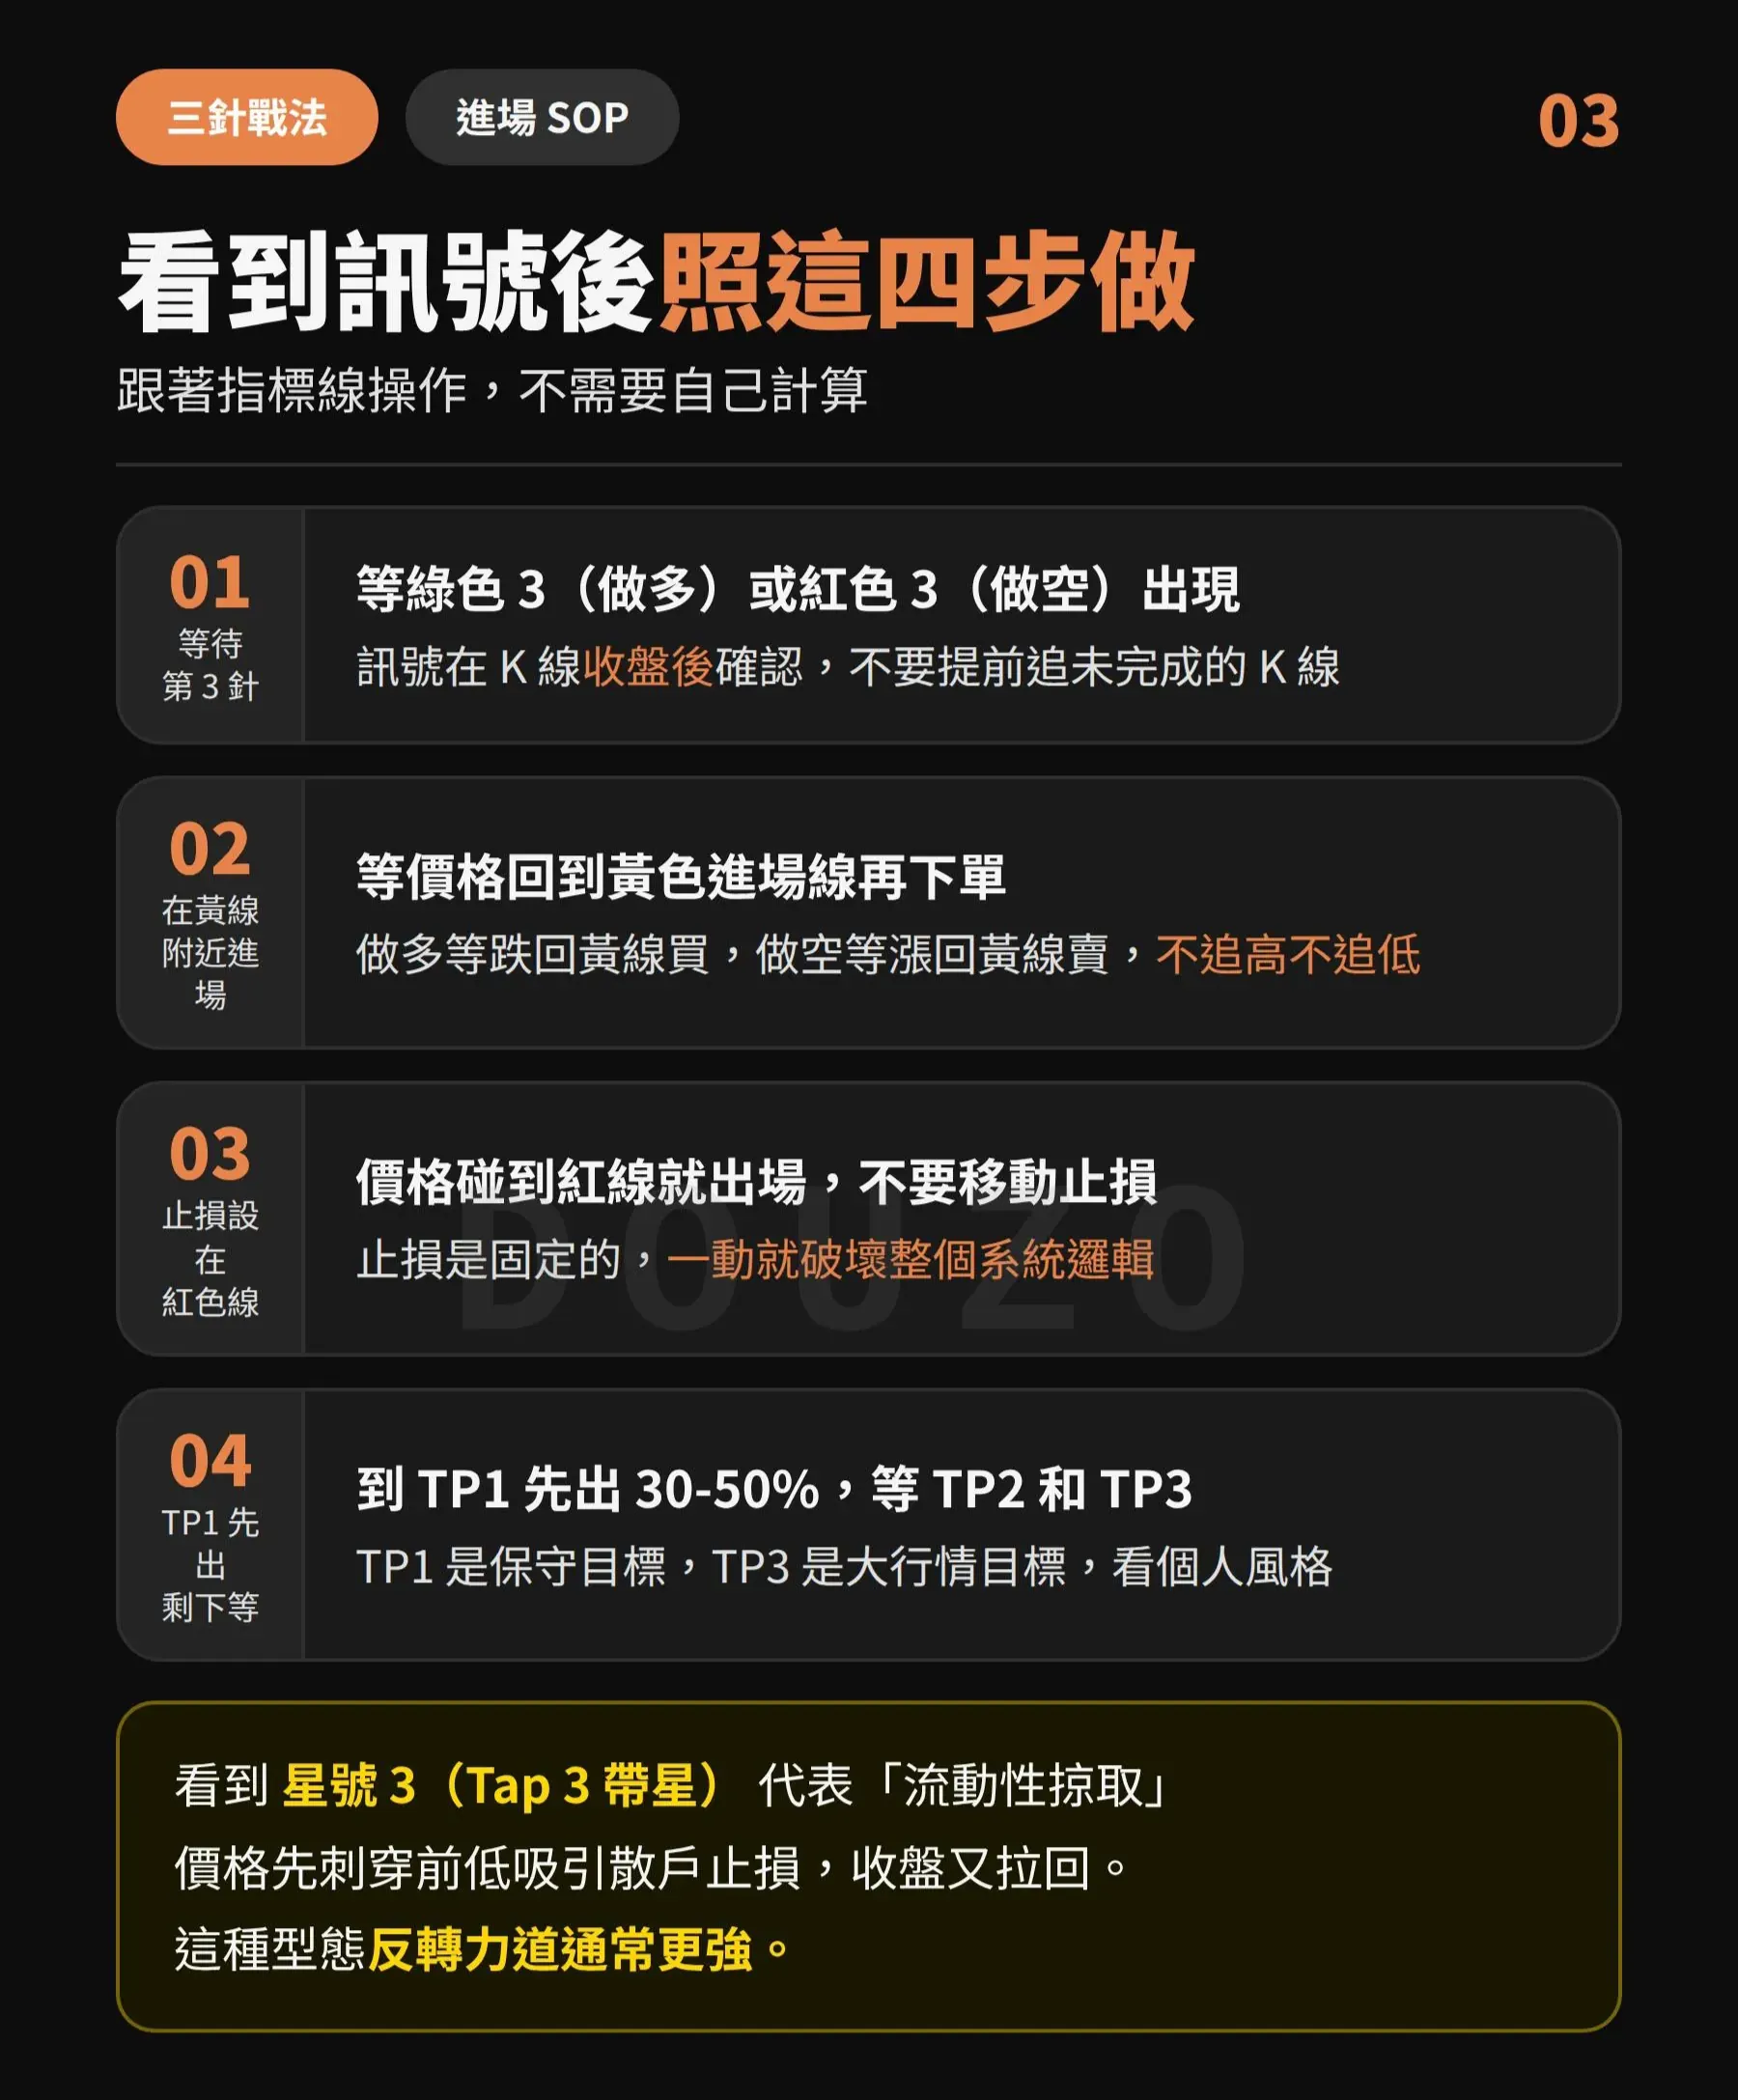 三針戰法
進場 SOP
03
看到訊號後照這四步做
跟著指標線操作，不需要自己計算
01
等待
第 3 針
等綠色 3（做多）或紅色 3（做空）出現
訊號在 K 線收盤後確認，不要提前追未完成的 K 線
02
在黃線
附近進
場
等價格回到黃色進場線再下單
做多等跌回黃線買，做空等漲回黃線賣，不追高不追低
03
止損設
在
紅色線
價格碰到紅線就出場，不要移動止損
止損是固定的，一動就破壞整個系統邏輯
DOUZO
04
TP1 先
出
剩下等
到 TP1 先出 30-50%，等 TP2 和 TP3
TP1 是保守目標，TP3 是大行情目標，看個人風格
看到 星號 3（Tap 3 帶星） 代表「流動性掠取」
價格先刺穿前低吸引散戶止損，收盤又拉回。
這種型態反轉力道通常更強。